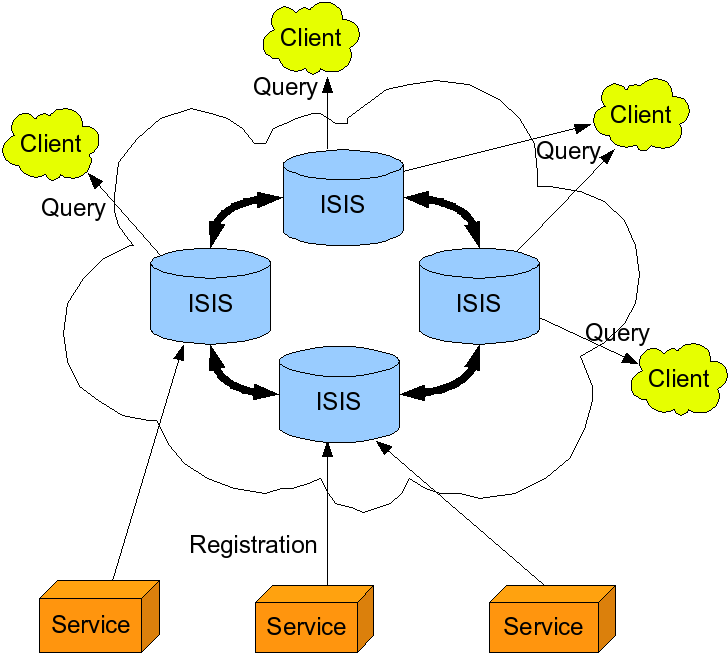 Client
Query
Client
Client
Query
Query
ISIS
ISIS
ISIS
Query
Client
ISIS
Registration
Service
Service
Service